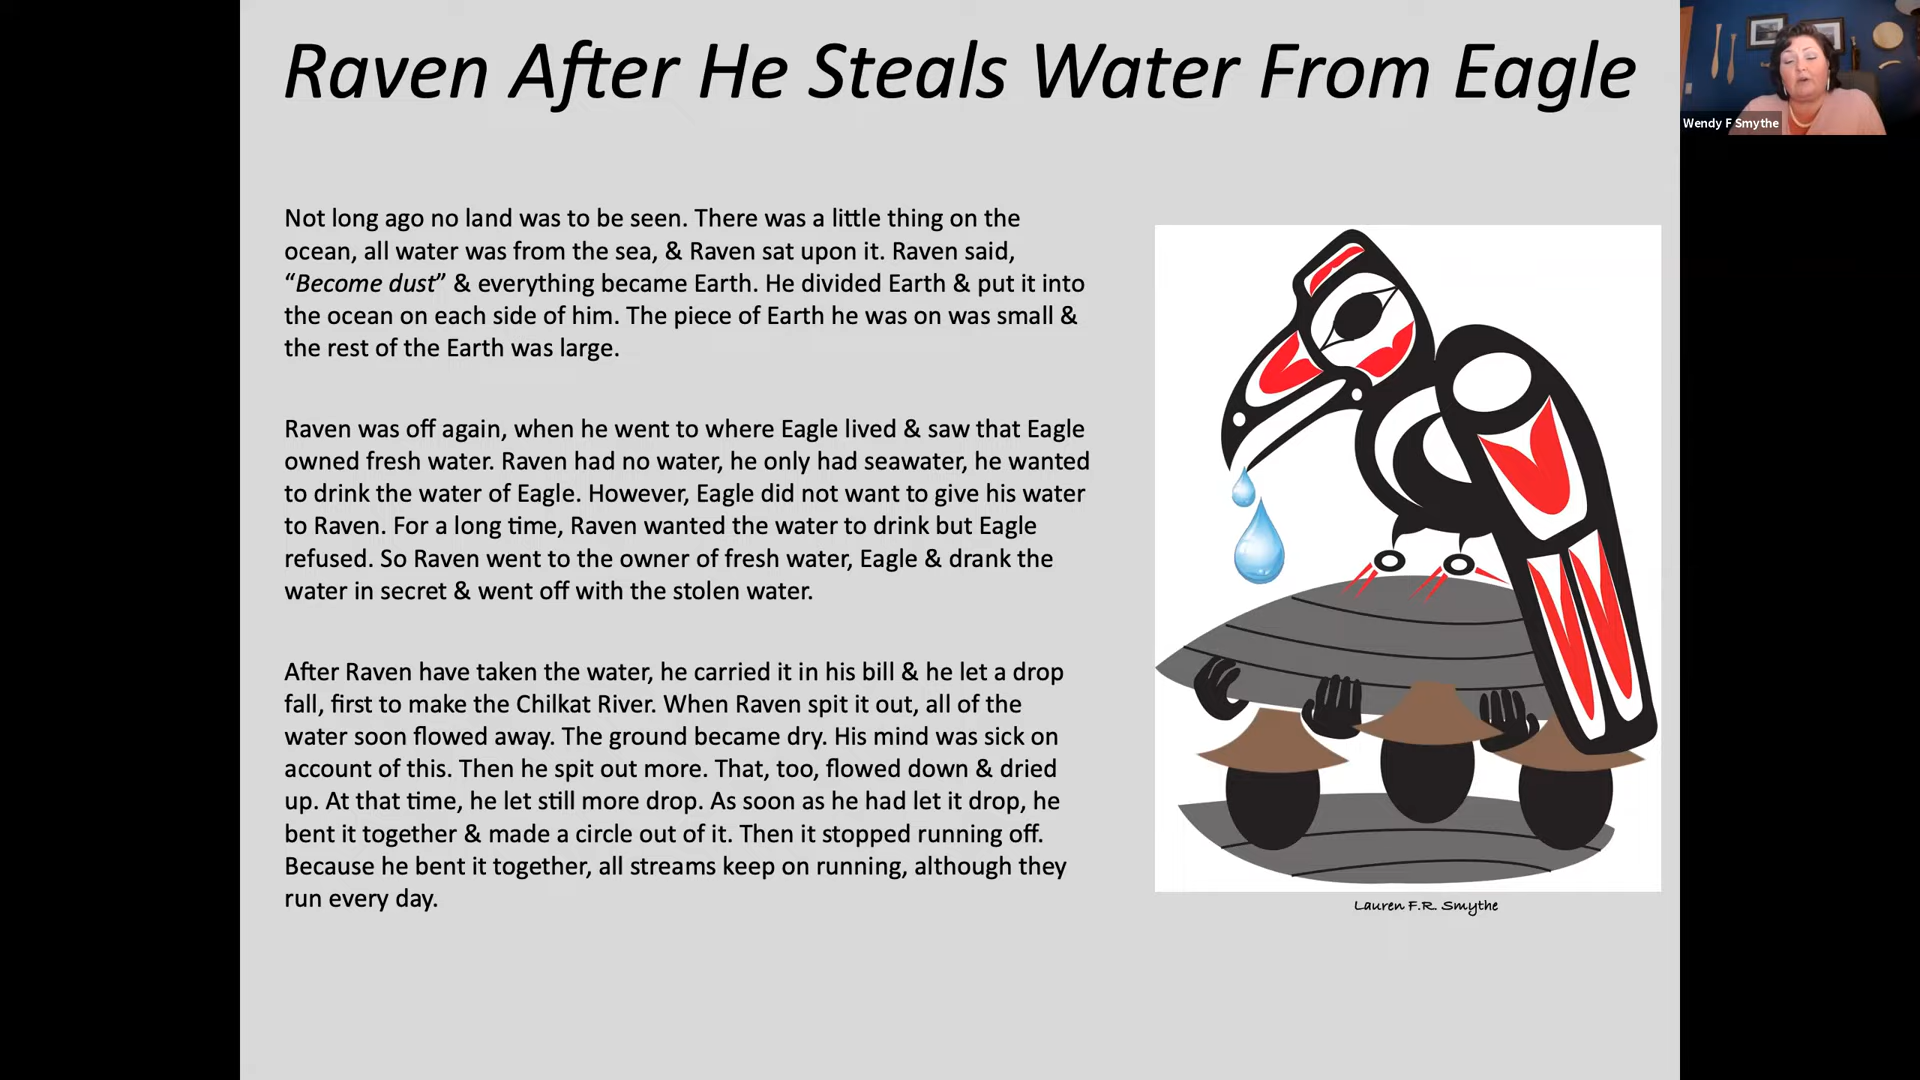 Raven After He Steals Water From Eagle
Wendy F Smythe
Not long ago no land was to be seen. There was a little thing on the
ocean, all water was from the sea, & Raven sat upon it. Raven said,
“Become dust” & everything became Earth. He divided Earth & put it into
the ocean on each side of him. The piece of Earth he was on was small &
the rest of the Earth was large.
Raven was off again, when he went to where Eagle lived & saw that Eagle
owned fresh water. Raven had no water, he only had seawater, he wanted
to drink the water of Eagle. However, Eagle did not want to give his water
to Raven. For a long time, Raven wanted the water to drink but Eagle
refused. So Raven went to the owner of fresh water, Eagle & drank the
water in secret & went off with the stolen water.
After Raven have taken the water, he carried it in his bill & he let a drop
fall, first to make the Chilkat River. When Raven spit it out, all of the
water soon flowed away. The ground became dry. His mind was sick on
account of this. Then he spit out more. That, too, flowed down & dried
up. At that time, he let still more drop. As soon as he had let it drop, he
bent it together & made a circle out of it. Then it stopped running off.
Because he bent it together, all streams keep on running, although they
run every day.
Lauren F.R. Smythe